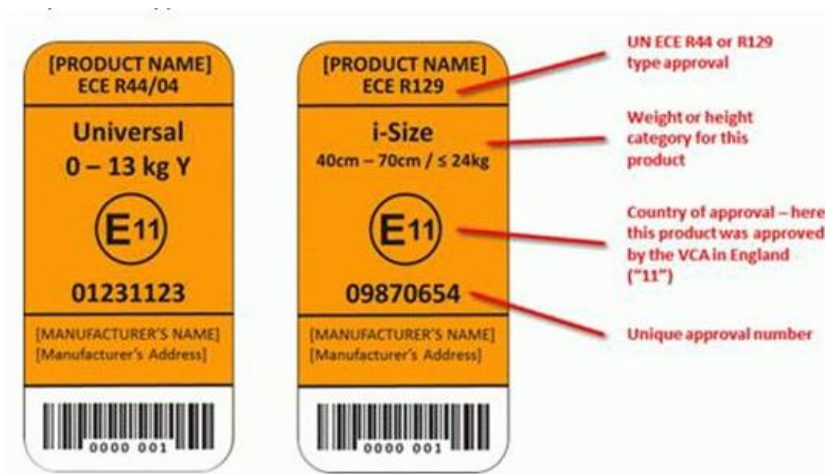 [PRODUCT NAME]
ECE R44/04
Universal
0 – 13 kg Y
E11
01231123
[MANUFACTURER'S NAME]
[Manufacturer's Address]
0000 001
[PRODUCT NAME]
ECE R129
i-Size
40cm – 70cm / ≤ 24kg
E11
09870654
[MANUFACTURER'S NAME]
[Manufacturer's Address]
0000 001
UN ECE R44 or R129
type approval
Weight or height
category for this
product
Country of approval – here
this product was approved
by the VCA in England
("11")
Unique approval number